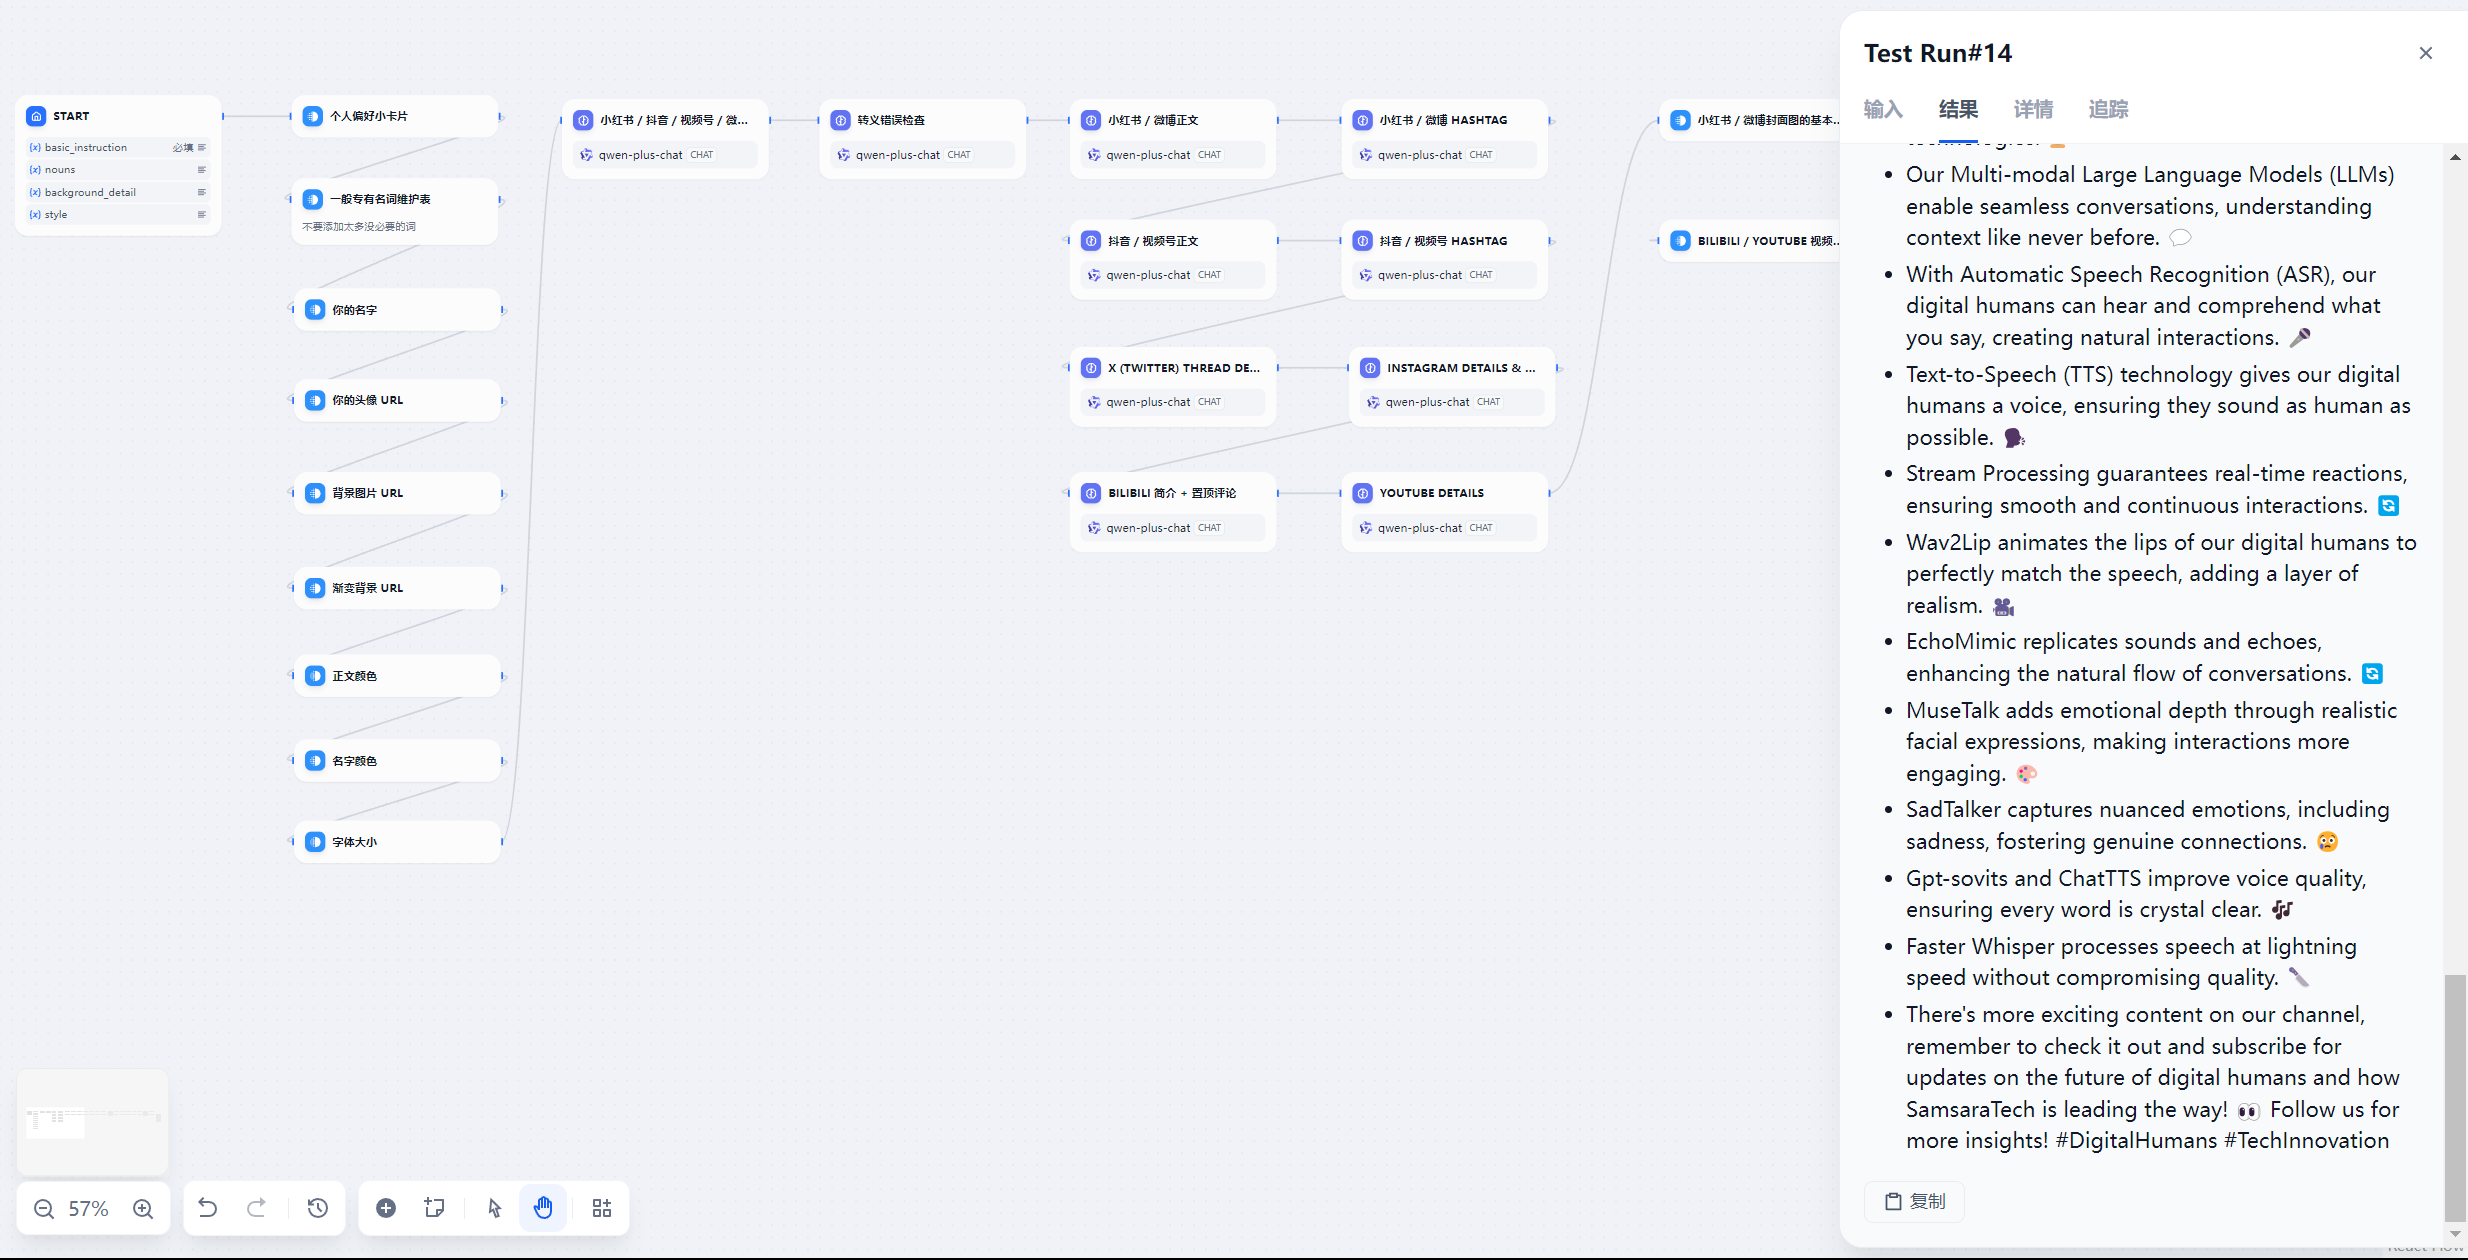 START
basic_instruction 必填
nouns
background_detail
style
个人偏好小卡片
一般专有名词维护表
不要添加太多没必要的词
你的名字
你的头像 URL
背景图片 URL
渐变背景 URL
正文颜色
名字颜色
字体大小
小红书 / 抖音 / 视频号 / 微...
qwen-plus-chat CHAT
转义错误检查
qwen-plus-chat CHAT
小红书 / 微博正文
qwen-plus-chat CHAT
小红书 / 微博 HASHTAG
qwen-plus-chat CHAT
抖音 / 视频号正文
qwen-plus-chat CHAT
抖音 / 视频号 HASHTAG
qwen-plus-chat CHAT
X (TWITTER) THREAD DE...
qwen-plus-chat CHAT
INSTAGRAM DETAILS & ...
qwen-plus-chat CHAT
BILIBILI 简介 + 置顶评论
qwen-plus-chat CHAT
YOUTUBE DETAILS
qwen-plus-chat CHAT
小红书 / 微博封面图的基本...
BILIBILI / YOUTUBE 视频...
57%
Test Run#14
输入 结果 详情 追踪
Our Multi-modal Large Language Models (LLMs)
enable seamless conversations, understanding
context like never before. 💬
With Automatic Speech Recognition (ASR), our
digital humans can hear and comprehend what
you say, creating natural interactions. 🎤
Text-to-Speech (TTS) technology gives our digital
humans a voice, ensuring they sound as human as
possible. 🗣
Stream Processing guarantees real-time reactions,
ensuring smooth and continuous interactions. 🔄
Wav2Lip animates the lips of our digital humans to
perfectly match the speech, adding a layer of
realism. 🎥
EchoMimic replicates sounds and echoes,
enhancing the natural flow of conversations. 🔄
MuseTalk adds emotional depth through realistic
facial expressions, making interactions more
engaging. 🎨
SadTalker captures nuanced emotions, including
sadness, fostering genuine connections. 😢
Gpt-sovits and ChatTTS improve voice quality,
ensuring every word is crystal clear. 🎶
Faster Whisper processes speech at lightning
speed without compromising quality. 🔪
There's more exciting content on our channel,
remember to check it out and subscribe for
updates on the future of digital humans and how
SamsaraTech is leading the way! 👀 Follow us for
more insights! #DigitalHumans #TechInnovation
复制